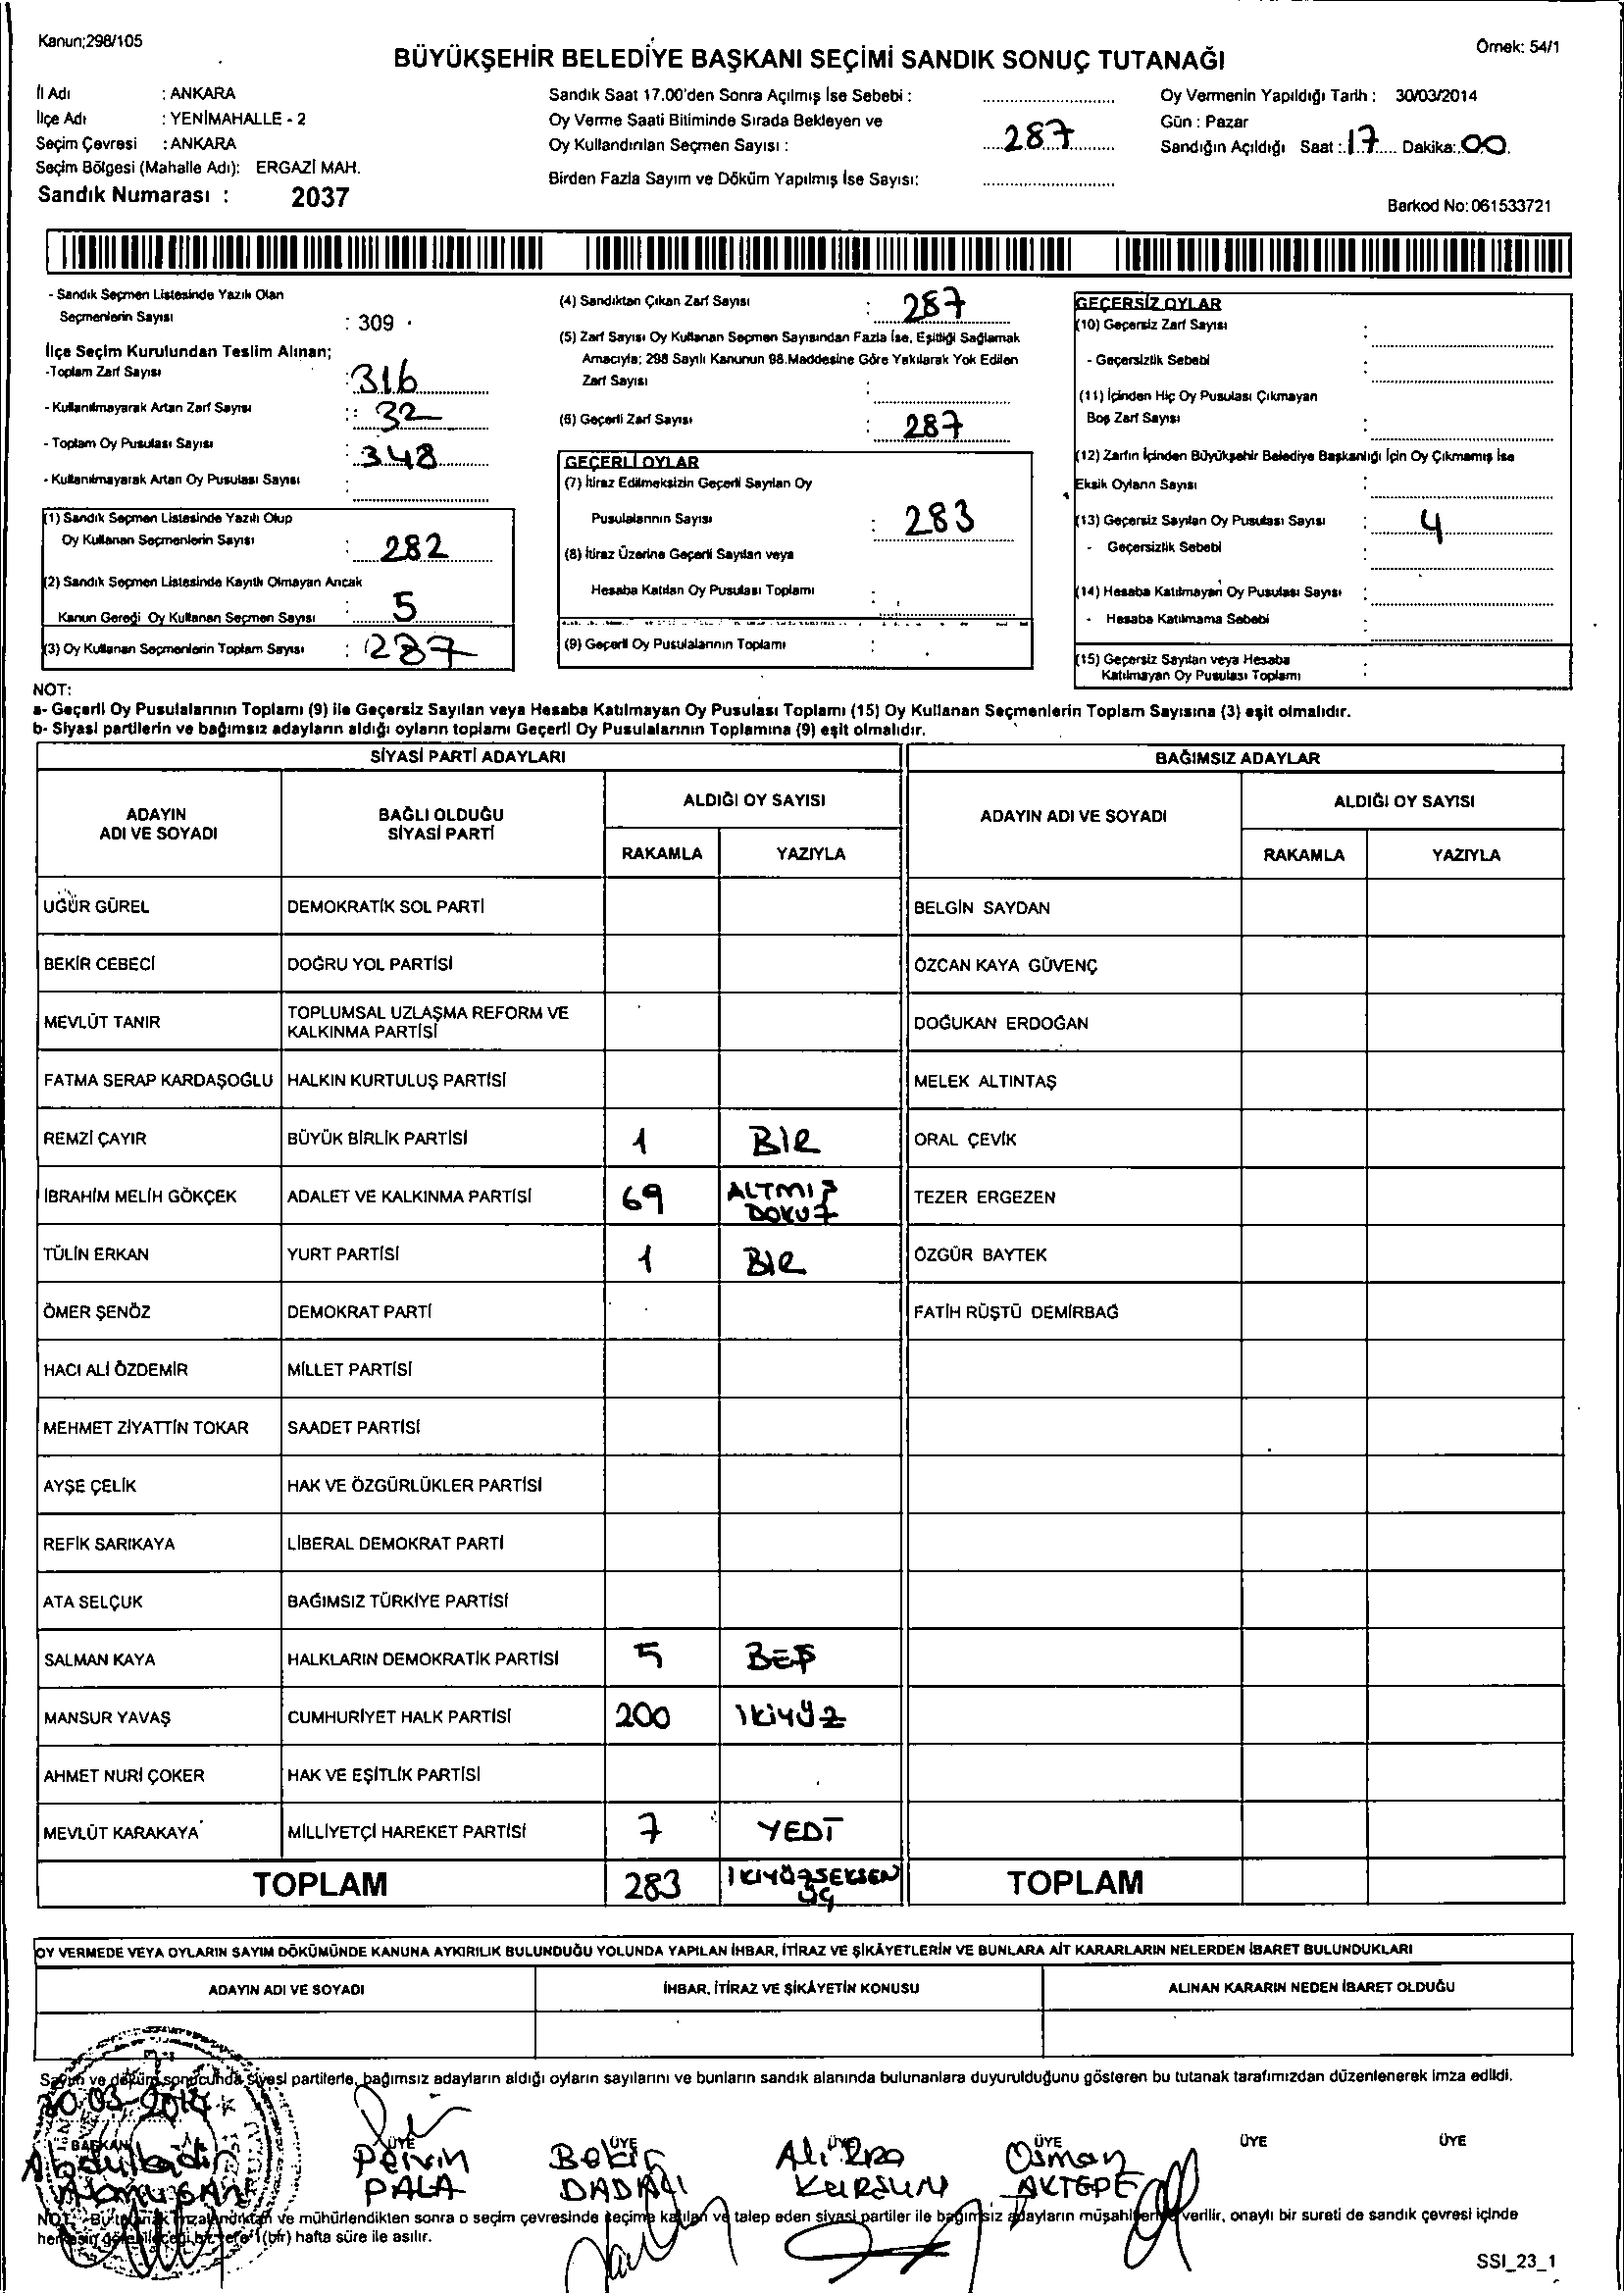 Kanun;298/105
Örnek: 54/1
BÜYÜKŞEHİR BELEDİYE BAŞKANI SEÇİMİ SANDIK SONUÇ TUTANAĞI
İl Adı : ANKARA
İlçe Adı : YENİMAHALLE - 2
Seçim Çevresi : ANKARA
Seçim Bölgesi (Mahalle Adı): ERGAZİ MAH.
Sandık Numarası : 2037
Sandık Saat 17.00'den Sonra Açılmış İse Sebebi :
Oy Verme Saati Bitiminde Sırada Bekleyen ve
Oy Kullandırılan Seçmen Sayısı : 287
Birden Fazla Sayım ve Döküm Yapılmış İse Sayısı:
Oy Vermenin Yapıldığı Tarih : 30/03/2014
Gün : Pazar
Sandığın Açıldığı Saat : 17 Dakika: 00
Barkod No: 061533721
- Sandık Seçmen Listesinde Yazılı Olan
Seçmenlerin Sayısı : 309
İlçe Seçim Kurulundan Teslim Alınan;
-Toplam Zarf Sayısı : 316
- Kullanılmayarak Artan Zarf Sayısı : 32
- Toplam Oy Pusulası Sayısı : 348
- Kullanılmayarak Artan Oy Pusulası Sayısı :
(1) Sandık Seçmen Listesinde Yazılı Olup
Oy Kullanan Seçmenlerin Sayısı : 282
(2) Sandık Seçmen Listesinde Kayıtlı Olmayan Ancak
Kanun Gereği Oy Kullanan Seçmen Sayısı : 5
(3) Oy Kullanan Seçmenlerin Toplam Sayısı : 287
(4) Sandıktan Çıkan Zarf Sayısı : 287
(5) Zarf Sayısı Oy Kullanan Seçmen Sayısından Fazla İse, Eşitliği Sağlamak
Amacıyla; 298 Sayılı Kanunun 98.Maddesine Göre Yakılarak Yok Edilen
Zarf Sayısı :
(6) Geçerli Zarf Sayısı : 287
GEÇERLİ OYLAR
(7) İtiraz Edilmeksizin Geçerli Sayılan Oy
Pusulalarının Sayısı : 283
(8) İtiraz Üzerine Geçerli Sayılan veya
Hesaba Katılan Oy Pusulası Toplamı :
(9) Geçerli Oy Pusulalarının Toplamı :
GEÇERSİZ OYLAR
(10) Geçersiz Zarf Sayısı :
- Geçersizlik Sebebi :
(11) İçinden Hiç Oy Pusulası Çıkmayan
Boş Zarf Sayısı :
(12) Zarfın İçinden Büyükşehir Belediye Başkanlığı İçin Oy Çıkmamış İse
Eksik Oyların Sayısı :
(13) Geçersiz Sayılan Oy Pusulası Sayısı : 4
- Geçersizlik Sebebi :
(14) Hesaba Katılmayan Oy Pusulası Sayısı :
- Hesaba Katılmama Sebebi :
(15) Geçersiz Sayılan veya Hesaba
Katılmayan Oy Pusulası Toplamı :
NOT:
a- Geçerli Oy Pusulalarının Toplamı (9) ile Geçersiz Sayılan veya Hesaba Katılmayan Oy Pusulası Toplamı (15) Oy Kullanan Seçmenlerin Toplam Sayısına (3) eşit olmalıdır.
b- Siyasi partilerin ve bağımsız adayların aldığı oyların toplamı Geçerli Oy Pusulalarının Toplamına (9) eşit olmalıdır.
SİYASİ PARTİ ADAYLARI BAĞIMSIZ ADAYLAR
ADAYIN ADI VE SOYADI BAĞLI OLDUĞU SİYASİ PARTİ ALDIĞI OY SAYISI ADAYIN ADI VE SOYADI ALDIĞI OY SAYISI
RAKAMLA YAZIYLA RAKAMLA YAZIYLA
UĞUR GÜREL DEMOKRATİK SOL PARTİ BELGİN SAYDAN
BEKİR CEBECİ DOĞRU YOL PARTİSİ ÖZCAN KAYA GÜVENÇ
MEVLÜT TANIR TOPLUMSAL UZLAŞMA REFORM VE KALKINMA PARTİSİ DOĞUKAN ERDOĞAN
FATMA SERAP KARDAŞOĞLU HALKIN KURTULUŞ PARTİSİ MELEK ALTINTAŞ
REMZİ ÇAYIR BÜYÜK BİRLİK PARTİSİ 1 BİR ORAL ÇEVİK
İBRAHİM MELİH GÖKÇEK ADALET VE KALKINMA PARTİSİ 69 ALTMIŞ DOKUZ TEZER ERGEZEN
TÜLİN ERKAN YURT PARTİSİ 1 BİR ÖZGÜR BAYTEK
ÖMER ŞENÖZ DEMOKRAT PARTİ FATİH RÜŞTÜ DEMİRBAĞ
HACI ALİ ÖZDEMİR MİLLET PARTİSİ
MEHMET ZİYATTİN TOKAR SAADET PARTİSİ
AYŞE ÇELİK HAK VE ÖZGÜRLÜKLER PARTİSİ
REFİK SARIKAYA LİBERAL DEMOKRAT PARTİ
ATA SELÇUK BAĞIMSIZ TÜRKİYE PARTİSİ
SALMAN KAYA HALKLARIN DEMOKRATİK PARTİSİ 5 BEŞ
MANSUR YAVAŞ CUMHURİYET HALK PARTİSİ 200 İKİYÜZ
AHMET NURİ ÇOKER HAK VE EŞİTLİK PARTİSİ
MEVLÜT KARAKAYA MİLLİYETÇİ HAREKET PARTİSİ 7 YEDİ
TOPLAM 283 İKİYÜZSEKSEN ÜÇ TOPLAM
OY VERMEDE VEYA OYLARIN SAYIM DÖKÜMÜNDE KANUNA AYKIRILIK BULUNDUĞU YOLUNDA YAPILAN İHBAR, İTİRAZ VE ŞİKÂYETLERİN VE BUNLARA AİT KARARLARIN NELERDEN İBARET BULUNDUKLARI
ADAYIN ADI VE SOYADI İHBAR, İTİRAZ VE ŞİKÂYETİN KONUSU ALINAN KARARIN NEDEN İBARET OLDUĞU
Sayım ve döküm sonucunda siyasi partilerle, bağımsız adayların aldığı oyların sayılarını ve bunların sandık alanında bulunanlara duyurulduğunu gösteren bu tutanak tarafımızdan düzenlenerek imza edildi.
30.03.2014
BAŞKAN ÜYE ÜYE ÜYE ÜYE ÜYE ÜYE
Abdulkadir Pervin PALA Bekir DADALI Ali Rıza KURŞUN Osman AKTEPE
NOT: Bu tutanak imzalandıktan ve mühürlendikten sonra o seçim çevresinde seçime katılan ve talep eden siyasi partiler ile bağımsız adayların müşahitlerine verilir, onaylı bir sureti de sandık çevresi içinde
herkesin görebileceği bir yere 1(bir) hafta süre ile asılır.
SSI_23_1